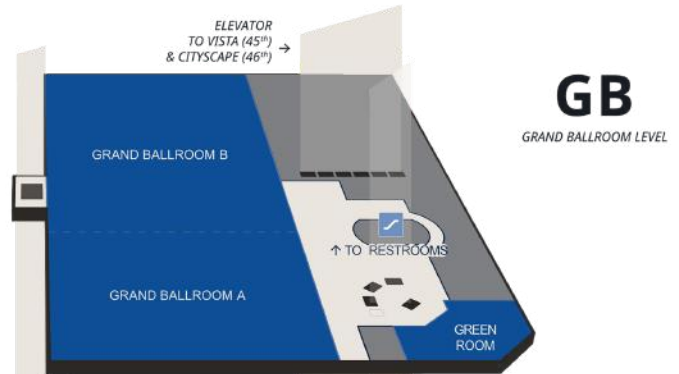 ELEVATOR
TO VISTA (45th)
& CITYSCAPE (46th) →
GB
GRAND BALLROOM LEVEL
GRAND BALLROOM B
↑ TO RESTROOMS
GRAND BALLROOM A
GREEN
ROOM